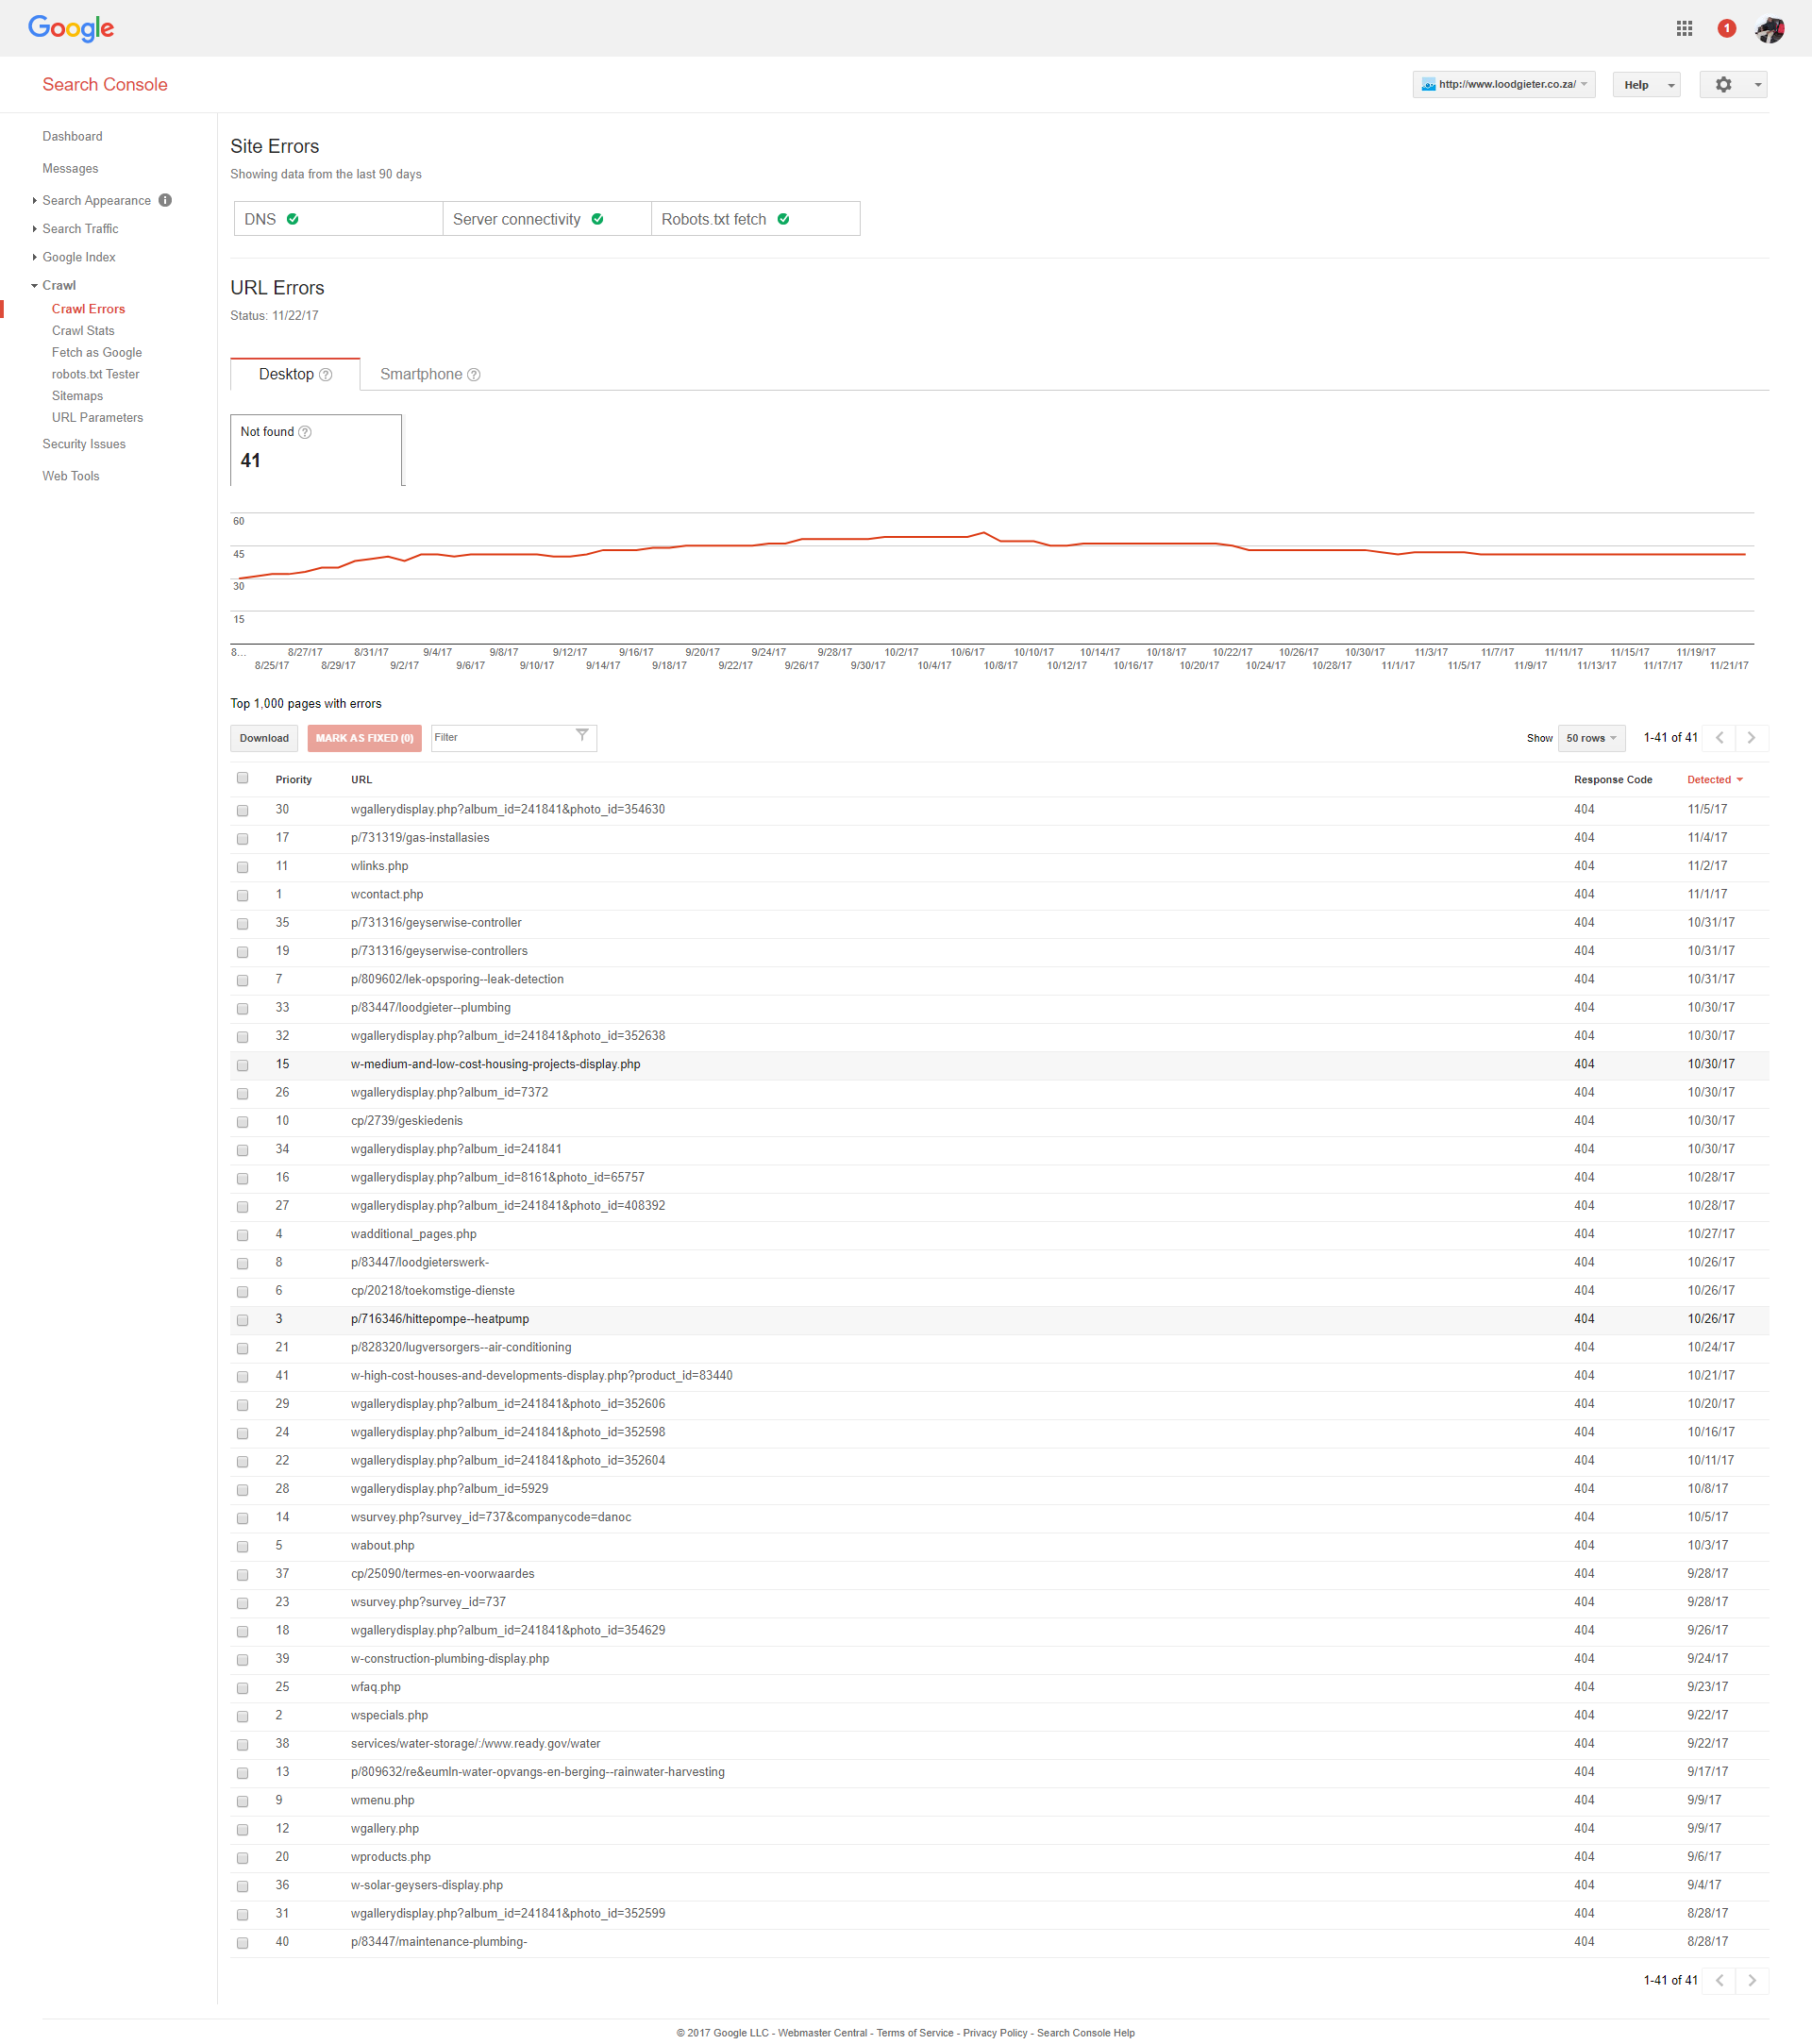 Google
1
Search Console
http://www.loodgieter.co.za/
Help
Dashboard
Messages
Search Appearance
Search Traffic
Google Index
Crawl
Crawl Errors
Crawl Stats
Fetch as Google
robots.txt Tester
Sitemaps
URL Parameters
Security Issues
Web Tools
Site Errors
Showing data from the last 90 days
DNS Server connectivity Robots.txt fetch
URL Errors
Status: 11/22/17
Desktop ? Smartphone ?
Not found ?
41
60
45
30
15
8... 8/27/17 8/31/17 9/4/17 9/8/17 9/12/17 9/16/17 9/20/17 9/24/17 9/28/17 10/2/17 10/6/17 10/10/17 10/14/17 10/18/17 10/22/17 10/26/17 10/30/17 11/3/17 11/7/17 11/11/17 11/15/17 11/19/17
8/25/17 8/29/17 9/2/17 9/6/17 9/10/17 9/14/17 9/18/17 9/22/17 9/26/17 9/30/17 10/4/17 10/8/17 10/12/17 10/16/17 10/20/17 10/24/17 10/28/17 11/1/17 11/5/17 11/9/17 11/13/17 11/17/17 11/21/17
Top 1,000 pages with errors
Download MARK AS FIXED (0) Filter Show 50 rows 1-41 of 41
Priority URL Response Code Detected
30 wgallerydisplay.php?album_id=241841&photo_id=354630 404 11/5/17
17 p/731319/gas-installasies 404 11/4/17
11 wlinks.php 404 11/2/17
1 wcontact.php 404 11/1/17
35 p/731316/geyserwise-controller 404 10/31/17
19 p/731316/geyserwise-controllers 404 10/31/17
7 p/809602/lek-opsporing--leak-detection 404 10/31/17
33 p/83447/loodgieter--plumbing 404 10/30/17
32 wgallerydisplay.php?album_id=241841&photo_id=352638 404 10/30/17
15 w-medium-and-low-cost-housing-projects-display.php 404 10/30/17
26 wgallerydisplay.php?album_id=7372 404 10/30/17
10 cp/2739/geskiedenis 404 10/30/17
34 wgallerydisplay.php?album_id=241841 404 10/30/17
16 wgallerydisplay.php?album_id=8161&photo_id=65757 404 10/28/17
27 wgallerydisplay.php?album_id=241841&photo_id=408392 404 10/28/17
4 wadditional_pages.php 404 10/27/17
8 p/83447/loodgieterswerk- 404 10/26/17
6 cp/20218/toekomstige-dienste 404 10/26/17
3 p/716346/hittepompe--heatpump 404 10/26/17
21 p/828320/lugversorgers--air-conditioning 404 10/24/17
41 w-high-cost-houses-and-developments-display.php?product_id=83440 404 10/21/17
29 wgallerydisplay.php?album_id=241841&photo_id=352606 404 10/20/17
24 wgallerydisplay.php?album_id=241841&photo_id=352598 404 10/16/17
22 wgallerydisplay.php?album_id=241841&photo_id=352604 404 10/11/17
28 wgallerydisplay.php?album_id=5929 404 10/8/17
14 wsurvey.php?survey_id=737&companycode=danoc 404 10/5/17
5 wabout.php 404 10/3/17
37 cp/25090/termes-en-voorwaardes 404 9/28/17
23 wsurvey.php?survey_id=737 404 9/28/17
18 wgallerydisplay.php?album_id=241841&photo_id=354629 404 9/26/17
39 w-construction-plumbing-display.php 404 9/24/17
25 wfaq.php 404 9/23/17
2 wspecials.php 404 9/22/17
38 services/water-storage/:/www.ready.gov/water 404 9/22/17
13 p/809632/re&eumln-water-opvangs-en-berging--rainwater-harvesting 404 9/17/17
9 wmenu.php 404 9/9/17
12 wgallery.php 404 9/9/17
20 wproducts.php 404 9/6/17
36 w-solar-geysers-display.php 404 9/4/17
31 wgallerydisplay.php?album_id=241841&photo_id=352599 404 8/28/17
40 p/83447/maintenance-plumbing- 404 8/28/17
1-41 of 41
© 2017 Google LLC - Webmaster Central - Terms of Service - Privacy Policy - Search Console Help